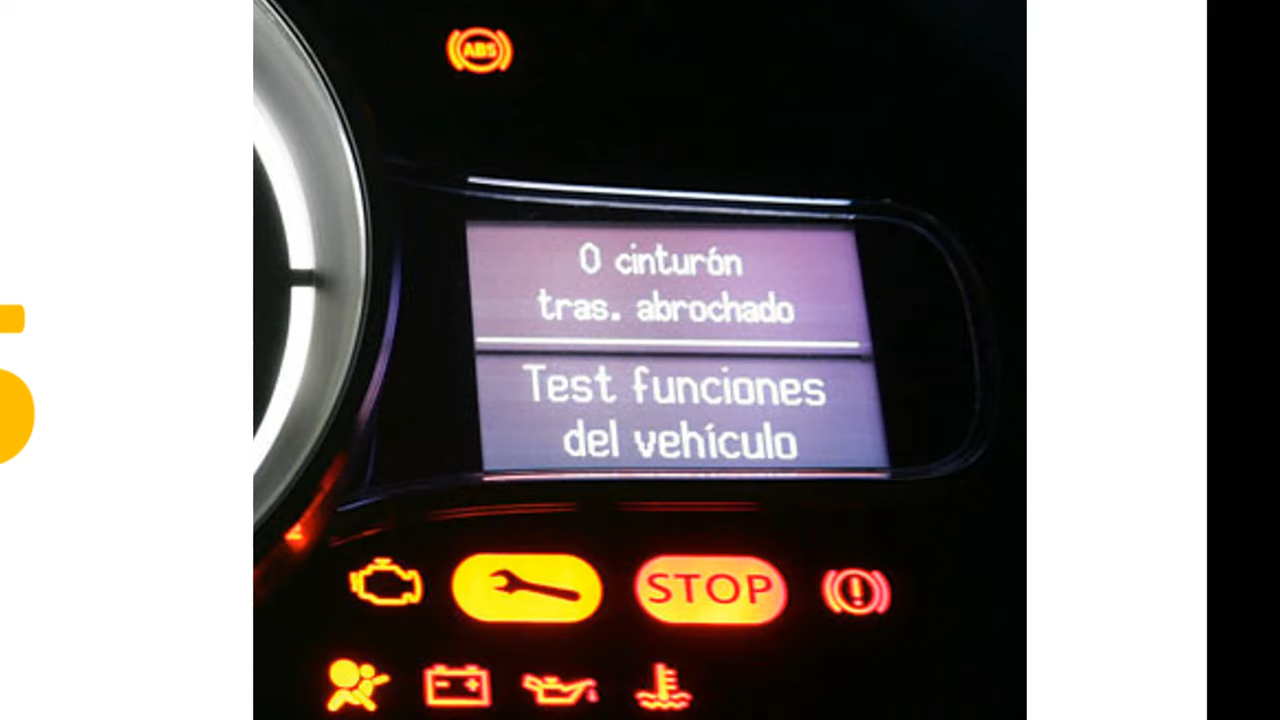 ABS
0 cinturón
tras. abrochado
Test funciones
del vehículo
STOP